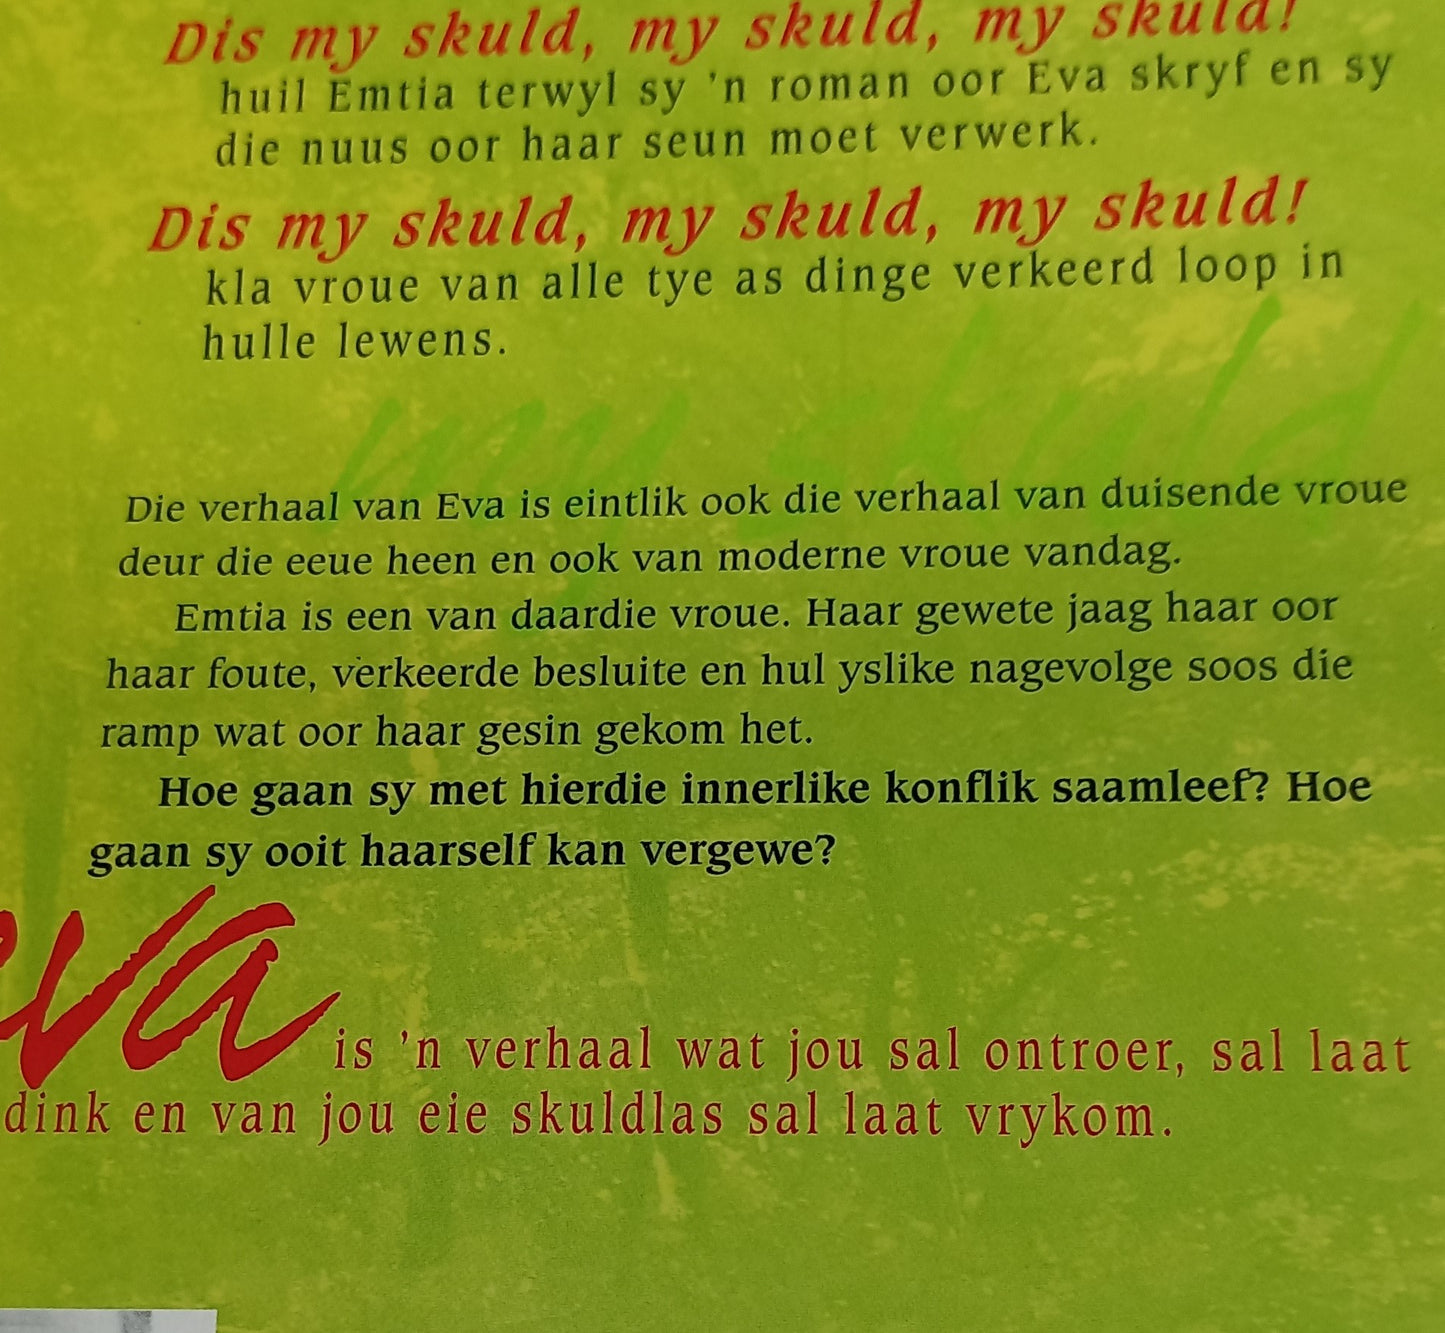 Dis my skuld, my skuld, my skuld!
huil Emtia terwyl sy 'n roman oor Eva skryf en sy
die nuus oor haar seun moet verwerk.
Dis my skuld, my skuld, my skuld!
kla vroue van alle tye as dinge verkeerd loop in
hulle lewens.
my skuld
Die verhaal van Eva is eintlik ook die verhaal van duisende vroue
deur die eeue heen en ook van moderne vroue vandag.
Emtia is een van daardie vroue. Haar gewete jaag haar oor
haar foute, verkeerde besluite en hul yslike nagevolge soos die
ramp wat oor haar gesin gekom het.
Hoe gaan sy met hierdie innerlike konflik saamleef? Hoe
gaan sy ooit haarself kan vergewe?
eva is 'n verhaal wat jou sal ontroer, sal laat
dink en van jou eie skuldlas sal laat vrykom.